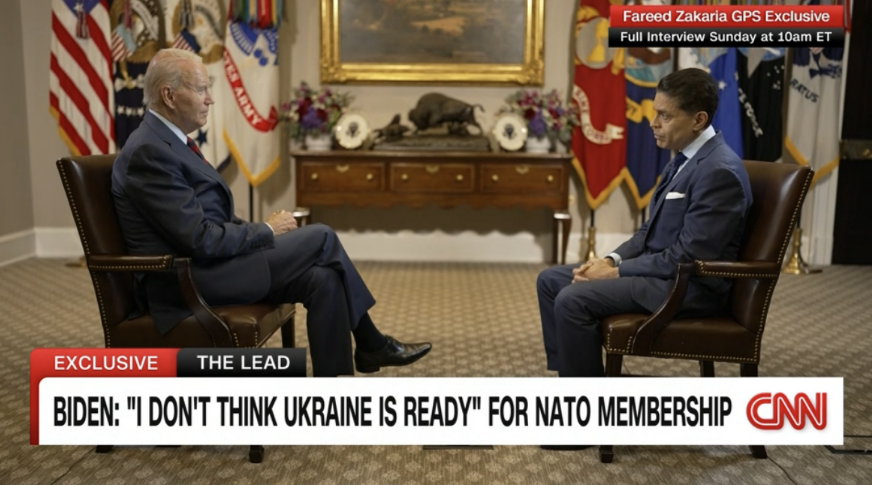 Fareed Zakaria GPS Exclusive
Full Interview Sunday at 10am ET
EXCLUSIVE
THE LEAD
BIDEN: "I DON'T THINK UKRAINE IS READY" FOR NATO MEMBERSHIP
CNN